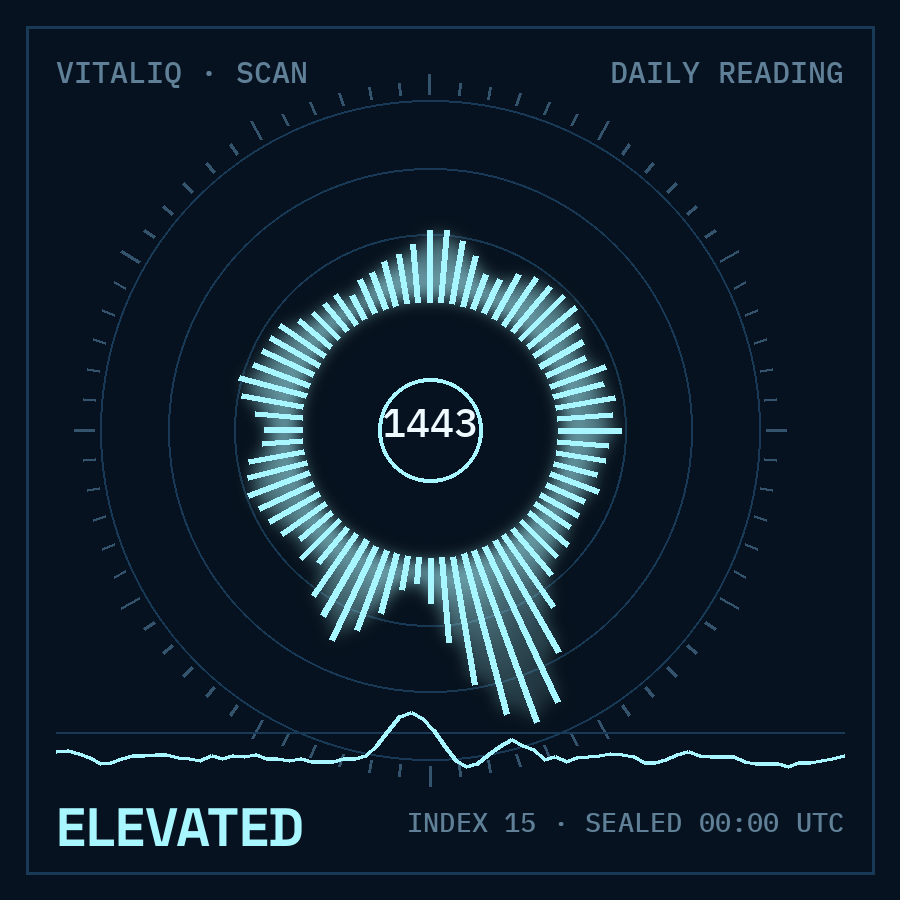 VITALIQ · SCAN
DAILY READING
1443
ELEVATED
INDEX 15 · SEALED 00:00 UTC